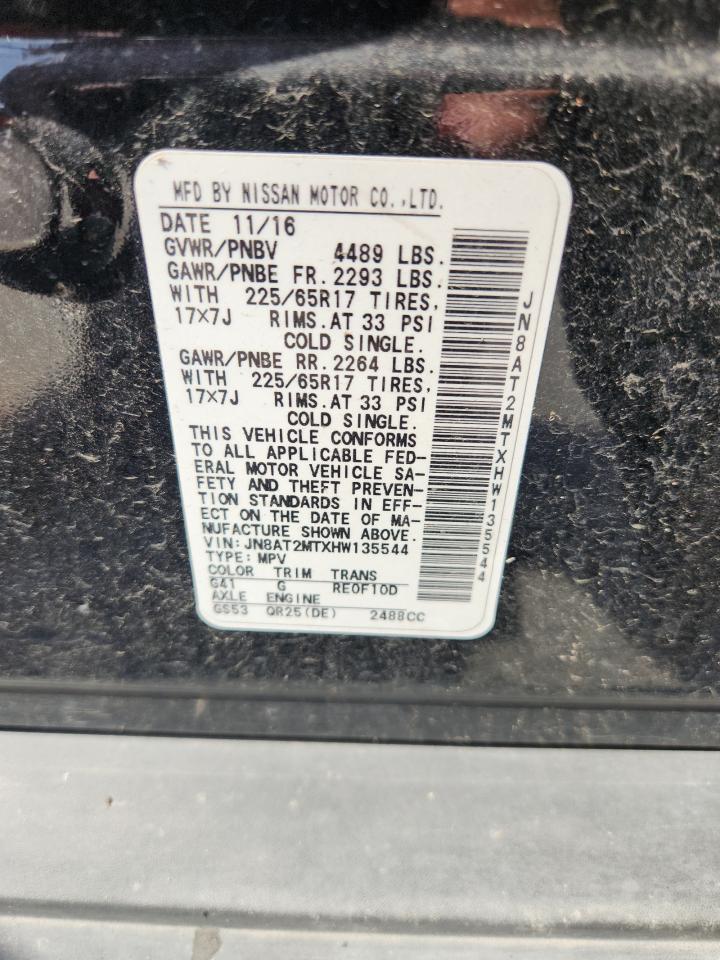 MFD BY NISSAN MOTOR CO.,LTD.
DATE 11/16
GVWR/PNBV 4489 LBS.
GAWR/PNBE FR. 2293 LBS.
WITH 225/65R17 TIRES,
17×7J RIMS.AT 33 PSI
COLD SINGLE.
GAWR/PNBE RR. 2264 LBS.
WITH 225/65R17 TIRES,
17×7J RIMS.AT 33 PSI
COLD SINGLE.
THIS VEHICLE CONFORMS
TO ALL APPLICABLE FED-
ERAL MOTOR VEHICLE SA-
FETY AND THEFT PREVEN-
TION STANDARDS IN EFF-
ECT ON THE DATE OF MA-
NUFACTURE SHOWN ABOVE.
VIN: JN8AT2MTXHW135544
TYPE: MPV
COLOR TRIM TRANS
G41 G RE0F10D
AXLE ENGINE
GS53 QR25(DE) 2488CC
JN8AT2MTXHW135544